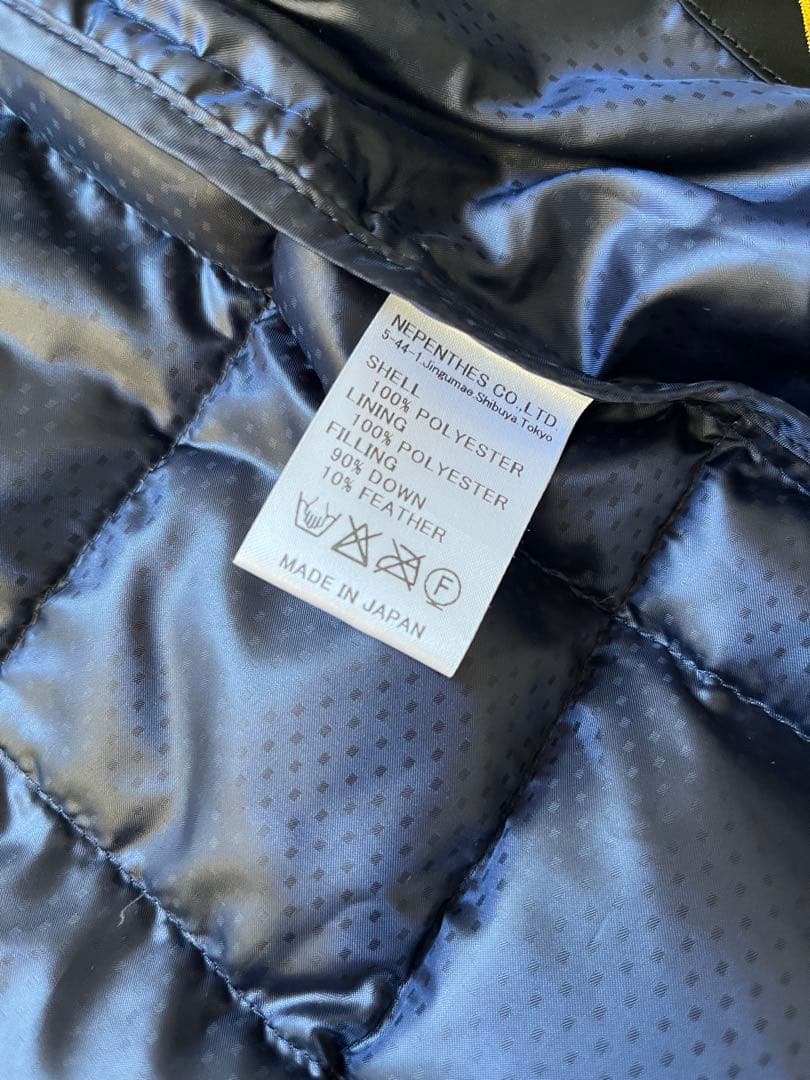 NEPENTHES CO.,LTD.
5-44-1.Jingumae,Shibuya.Tokyo
SHELL
100% POLYESTER
LINING
100% POLYESTER
FILLING
90% DOWN
10% FEATHER
F
MADE IN JAPAN